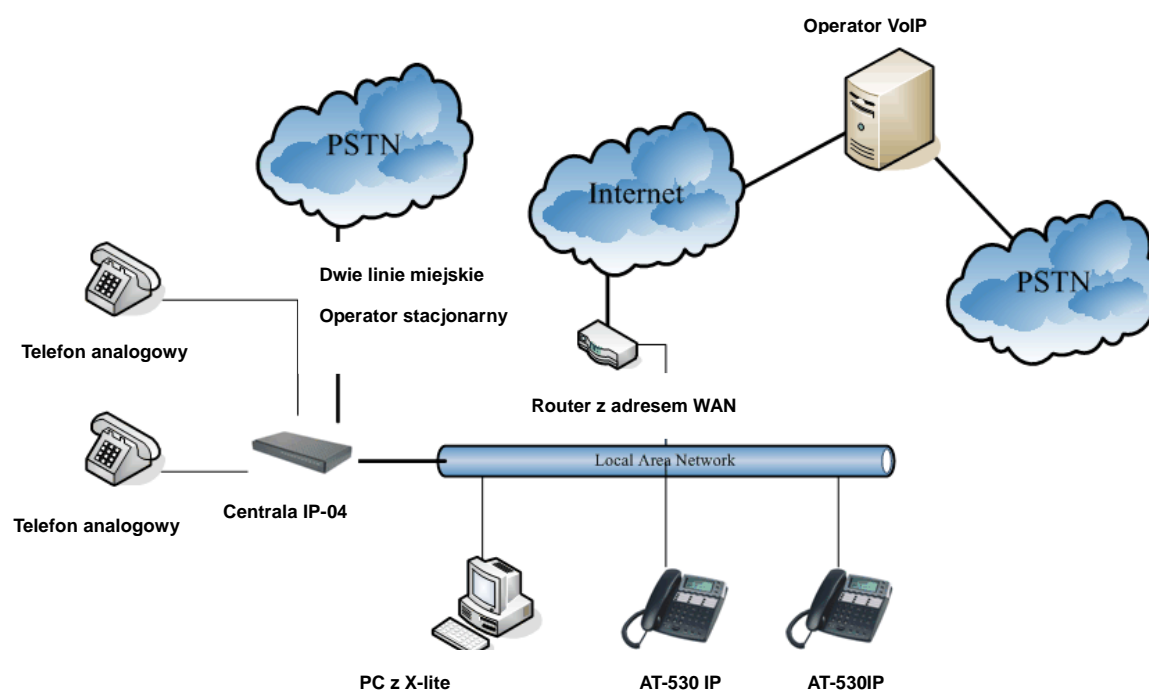 Operator VoIP
PSTN
Internet
Dwie linie miejskie
Operator stacjonarny
PSTN
Telefon analogowy
Router z adresem WAN
Local Area Network
Centrala IP-04
Telefon analogowy
PC z X-lite
AT-530 IP
AT-530IP